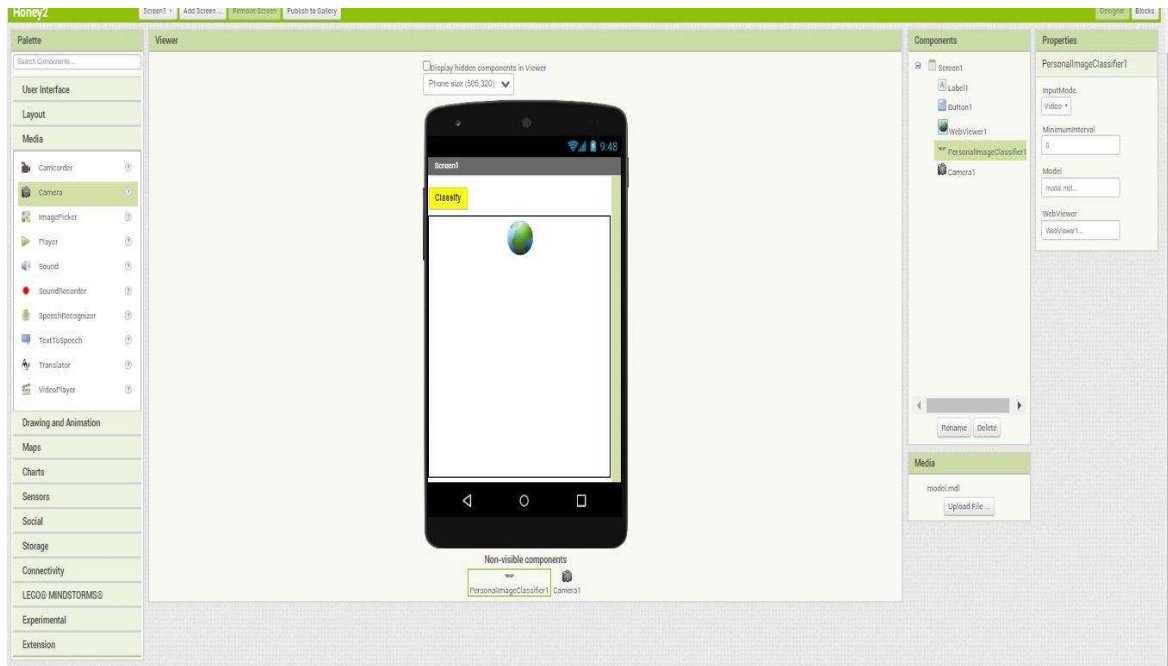 Honey2
Screen1 Add Screen ... Remove Screen Publish to Gallery Designer Blocks
Palette
Search Components...
User Interface
Layout
Media
Camcorder
Camera
ImagePicker
Player
Sound
SoundRecorder
SpeechRecognizer
TextToSpeech
Translator
VideoPlayer
Drawing and Animation
Maps
Charts
Sensors
Social
Storage
Connectivity
LEGO® MINDSTORMS®
Experimental
Extension
Viewer
Display hidden components in Viewer
Phone size (505,320)
9:48
Screen1
Classify
Non-visible components
PersonalImageClassifier1 Camera1
Components
Screen1
Label1
Button1
WebViewer1
PersonalImageClassifier1
Camera1
Rename Delete
Media
model.mdl
Upload File ...
Properties
PersonalImageClassifier1
InputMode
Video
MinimumInterval
0
Model
model.mdl...
WebViewer
WebViewer1...